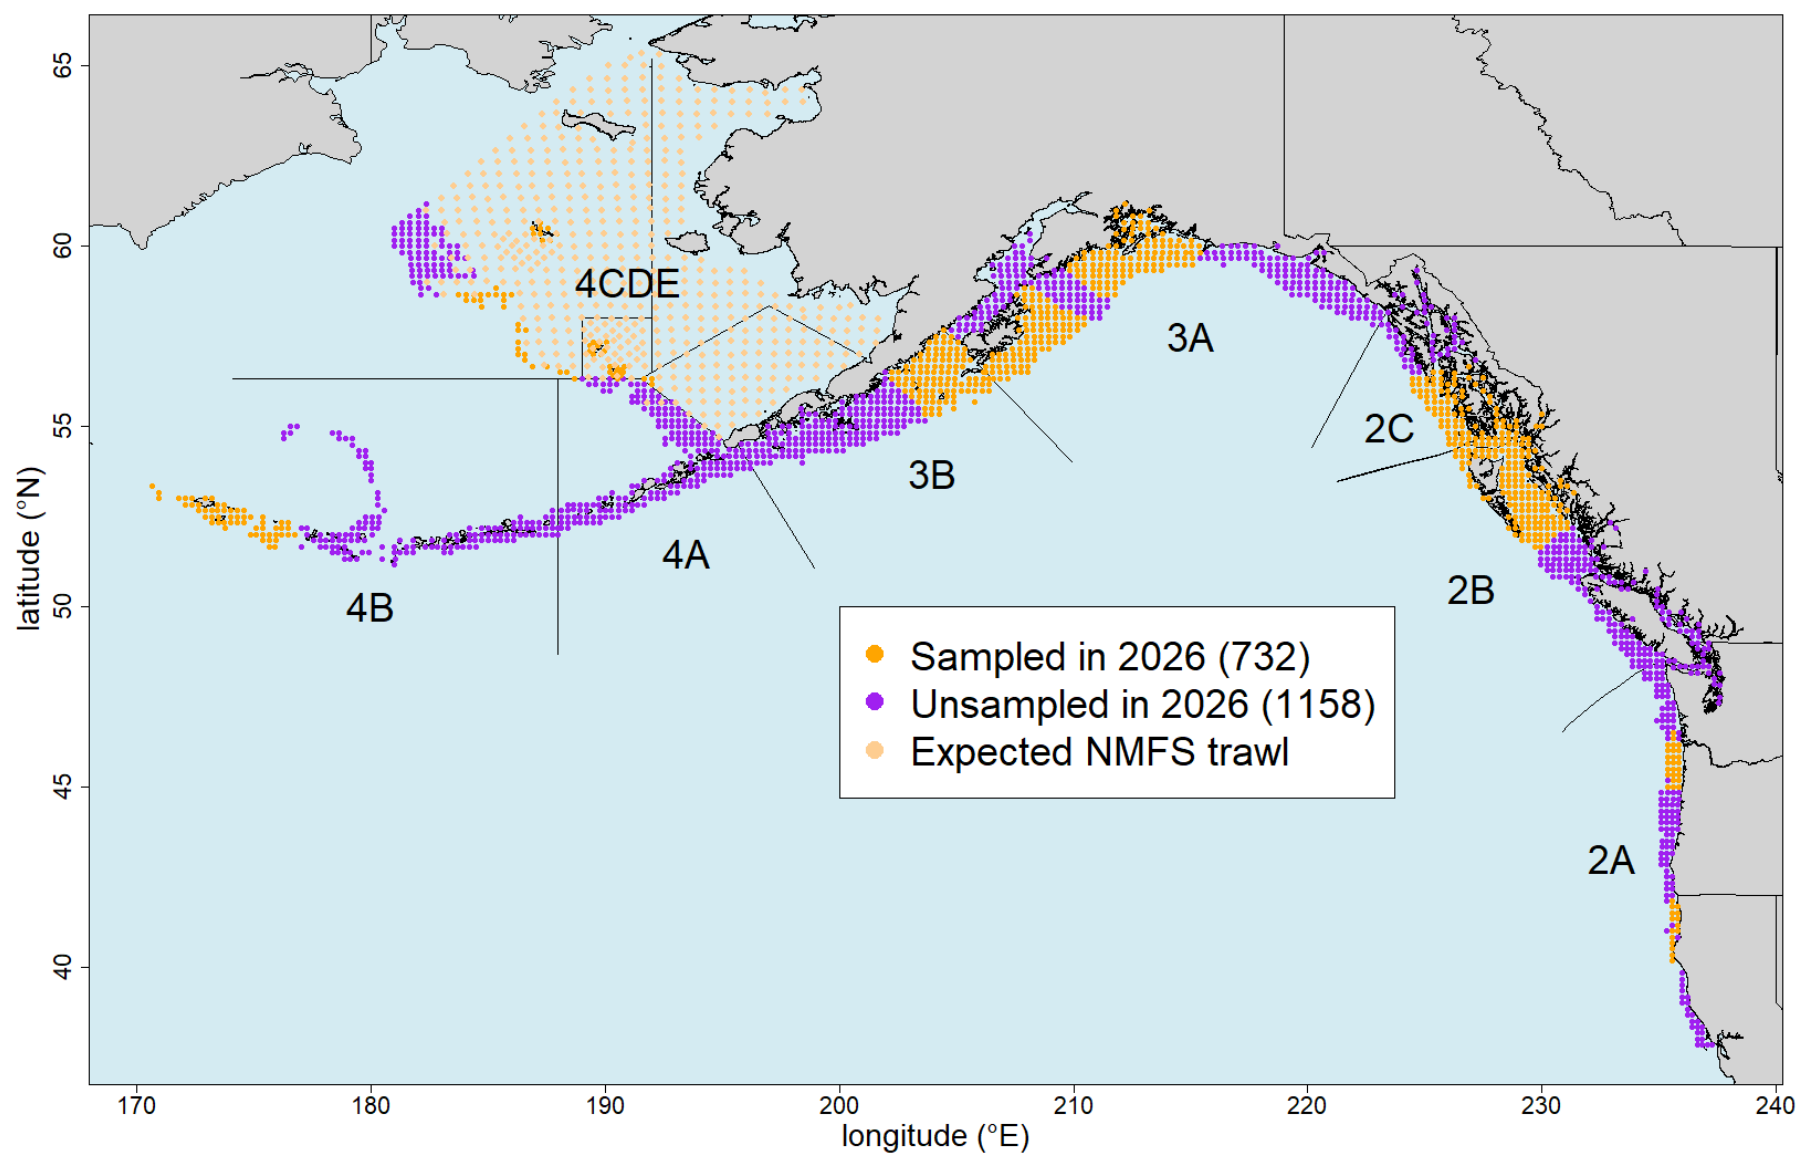 65
60
55
50
45
40
latitude (°N)
4CDE
3A
2C
3B
4A
2B
4B
2A
Sampled in 2026 (732)
Unsampled in 2026 (1158)
Expected NMFS trawl
170
180
190
200
210
220
230
240
longitude (°E)